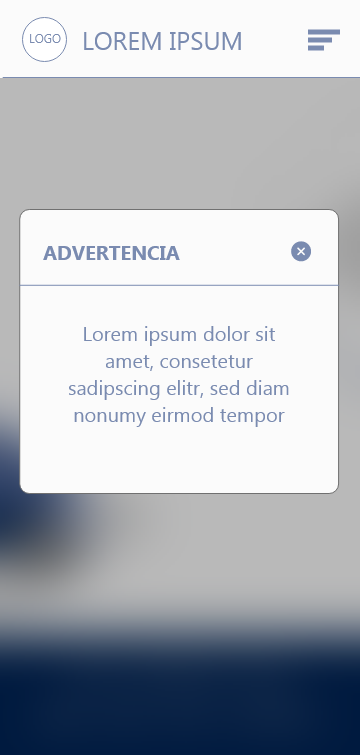 LOGO
LOREM IPSUM
ADVERTENCIA
Lorem ipsum dolor sit
amet, consetetur
sadipscing elitr, sed diam
nonumy eirmod tempor